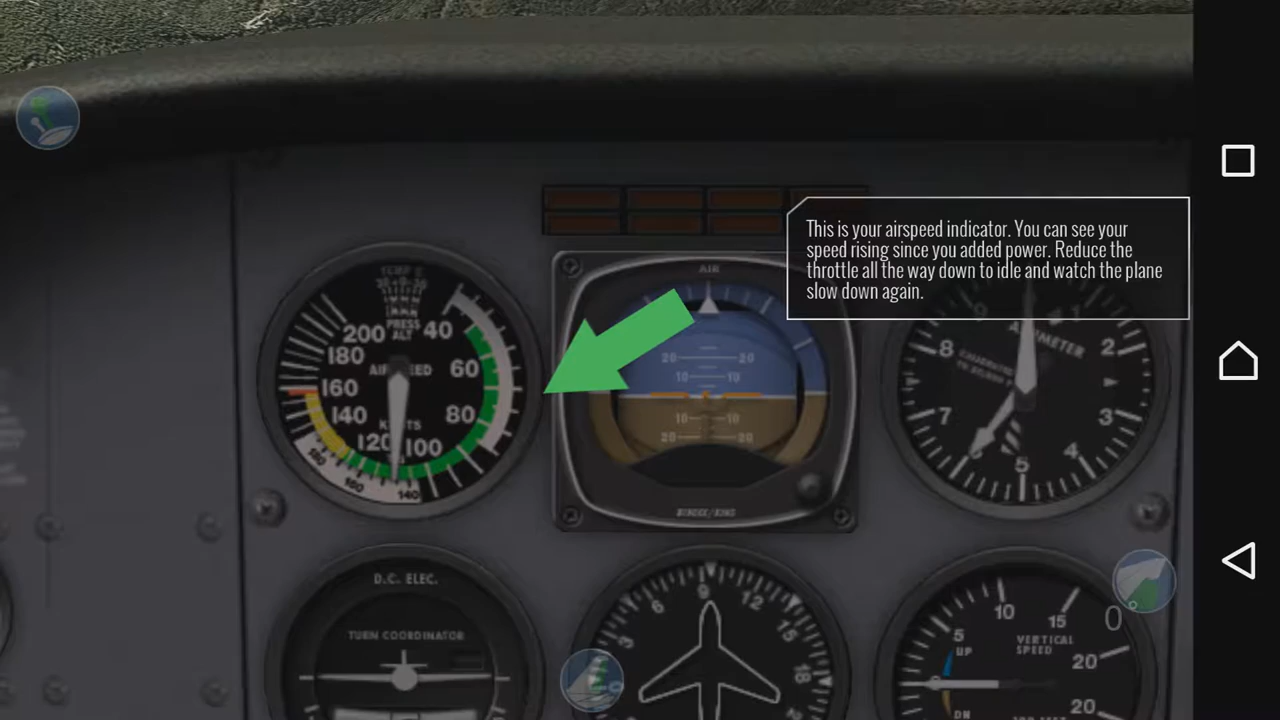 This is your airspeed indicator. You can see your
speed rising since you added power. Reduce the
throttle all the way down to idle and watch the plane
slow down again.
AIR
PRESS
ALT
200 40
180
AIRSPEED
60
160
140
80
KNOTS
120 100
160
140
20 20
10 10
10 10
20 20
ALTIMETER
8 2
7 3
6 4
5
D.C. ELEC.
TURN COORDINATOR
3 6 9 12 15 18
0
5 10 15
UP
VERTICAL
SPEED
20
DN
20